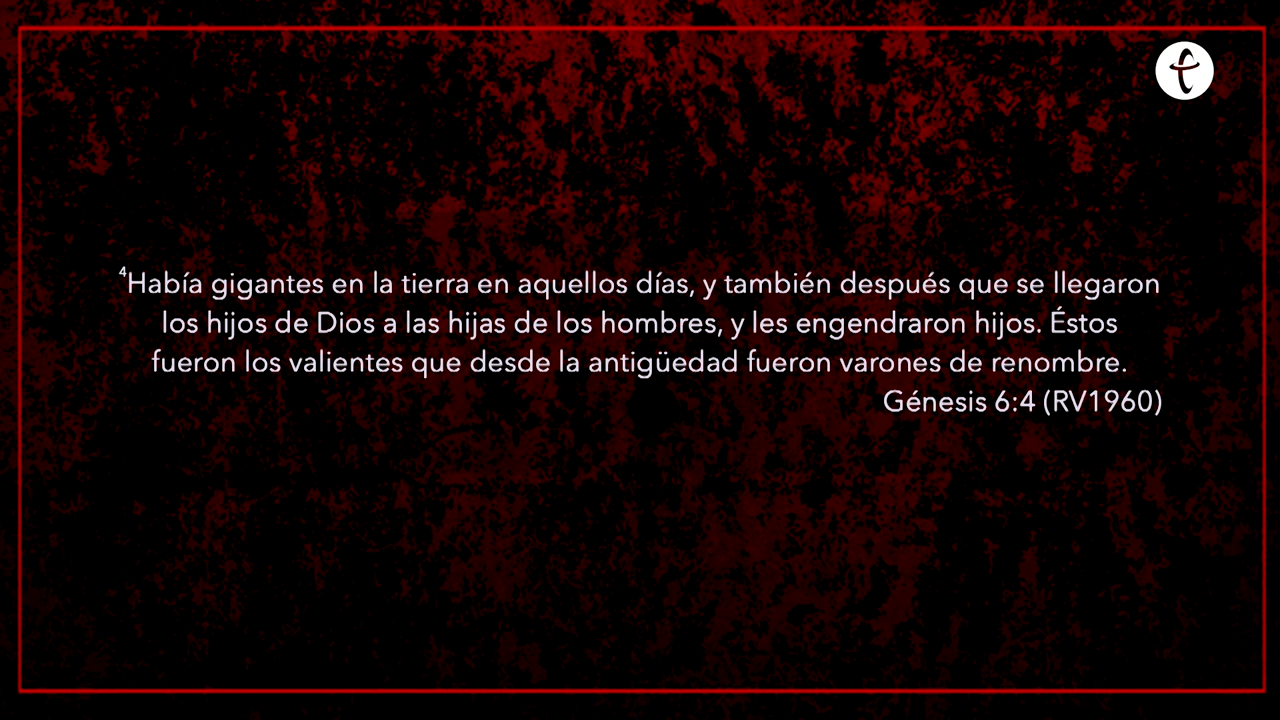 ⁴Había gigantes en la tierra en aquellos días, y también después que se llegaron
los hijos de Dios a las hijas de los hombres, y les engendraron hijos. Éstos
fueron los valientes que desde la antigüedad fueron varones de renombre.
Génesis 6:4 (RV1960)